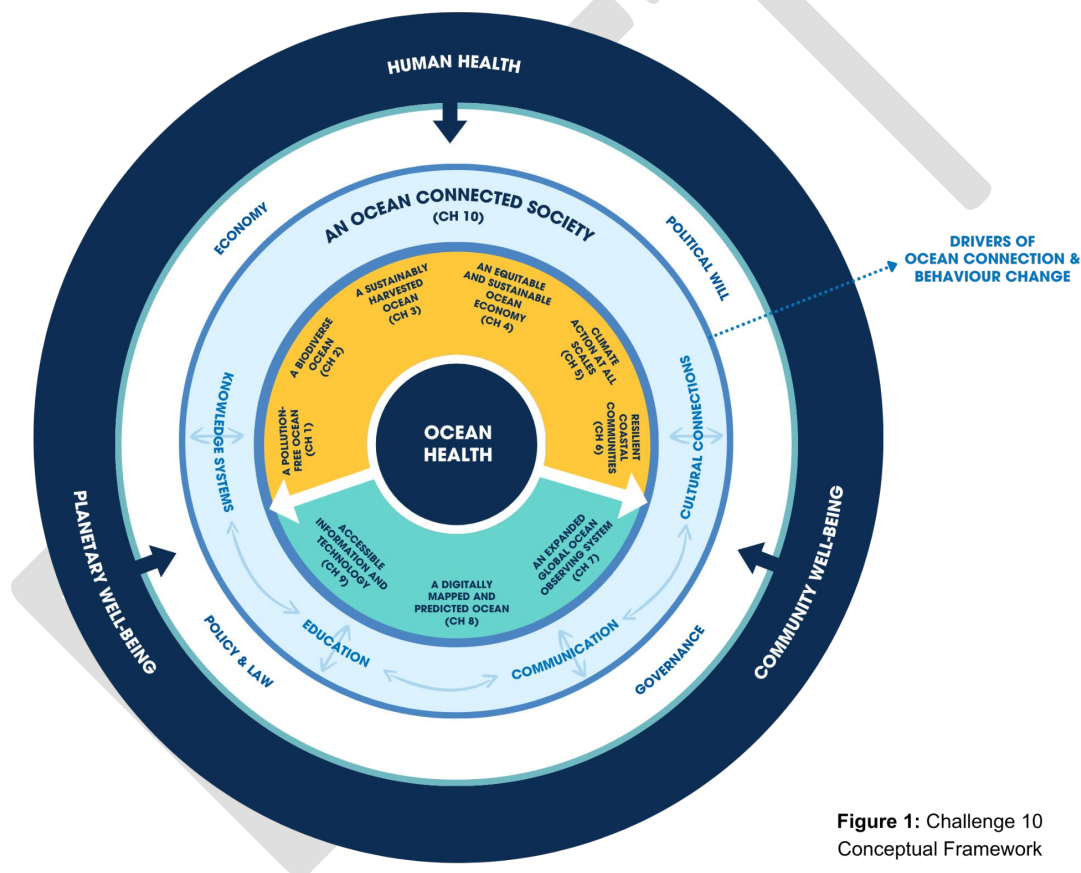 HUMAN HEALTH
ECONOMY
POLITICAL WILL
AN OCEAN CONNECTED SOCIETY
(CH 10)
DRIVERS OF
OCEAN CONNECTION &
BEHAVIOUR CHANGE
A SUSTAINABLY
HARVESTED
OCEAN
(CH 3)
AN EQUITABLE
AND SUSTAINABLE
OCEAN
ECONOMY
(CH 4)
A BIODIVERSE
OCEAN
(CH 2)
CLIMATE
ACTION AT ALL
SCALES
(CH 5)
A POLLUTION-
FREE OCEAN
(CH 1)
RESILIENT
COASTAL
COMMUNITIES
(CH 6)
KNOWLEDGE SYSTEMS
CULTURAL CONNECTIONS
OCEAN
HEALTH
ACCESSIBLE
INFORMATION AND
TECHNOLOGY
(CH 9)
A DIGITALLY
MAPPED AND
PREDICTED OCEAN
(CH 8)
AN EXPANDED
GLOBAL OCEAN
OBSERVING SYSTEM
(CH 7)
EDUCATION
COMMUNICATION
POLICY & LAW
GOVERNANCE
PLANETARY WELL-BEING
COMMUNITY WELL-BEING
Figure 1: Challenge 10
Conceptual Framework